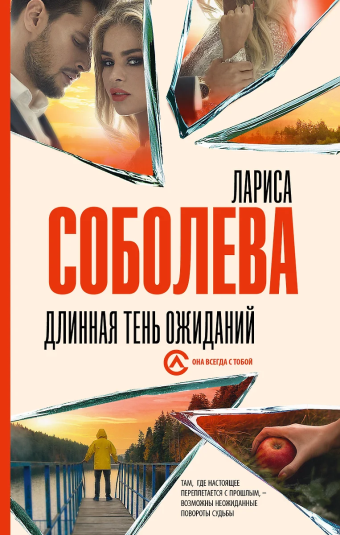 ЛАРИСА
СОБОЛЕВА
ДЛИННАЯ ТЕНЬ ОЖИДАНИЙ
ОНА ВСЕГДА С ТОБОЙ
ТАМ, ГДЕ НАСТОЯЩЕЕ
ПЕРЕПЛЕТАЕТСЯ С ПРОШЛЫМ, –
ВОЗМОЖНЫ НЕОЖИДАННЫЕ
ПОВОРОТЫ СУДЬБЫ